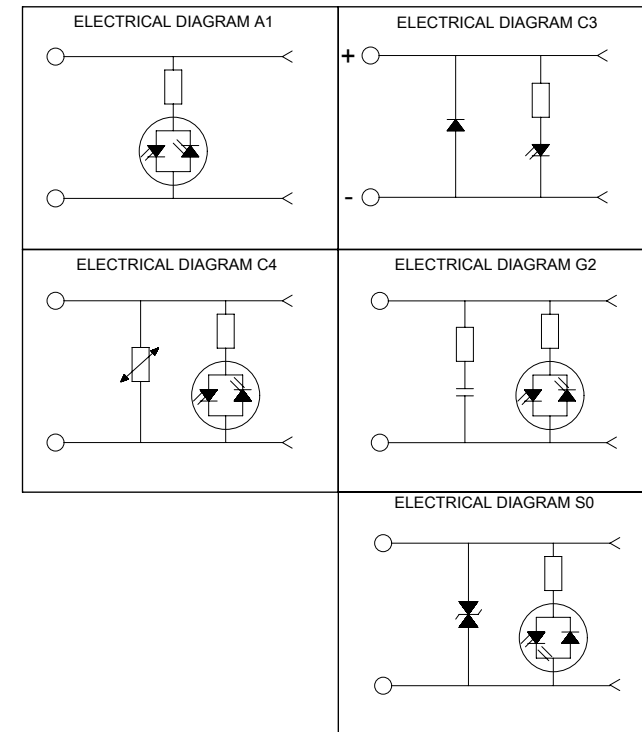 ELECTRICAL DIAGRAM A1
ELECTRICAL DIAGRAM C3
+
-
ELECTRICAL DIAGRAM C4
ELECTRICAL DIAGRAM G2
ELECTRICAL DIAGRAM S0